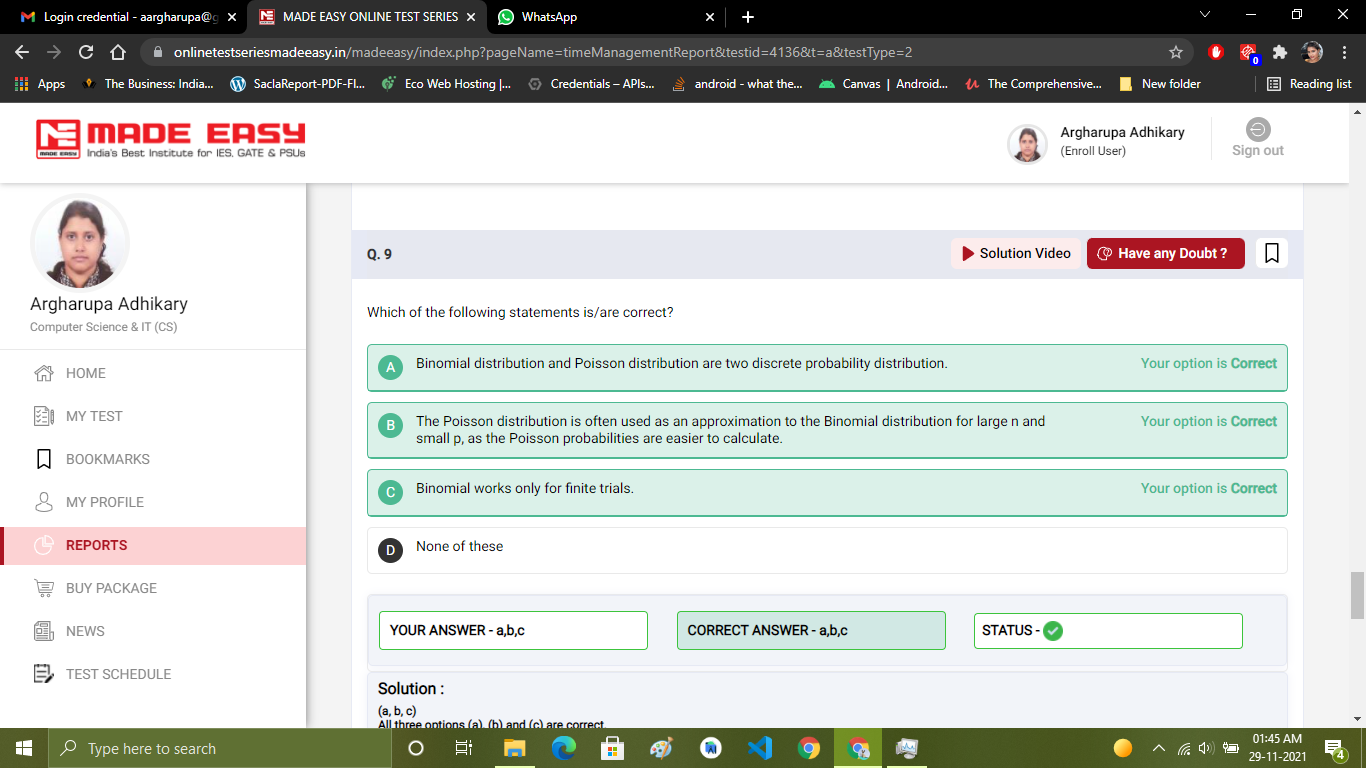 Login credential - aargharupa@g
MADE EASY ONLINE TEST SERIES
WhatsApp
onlinetestseriesmadeeasy.in/madeeasy/index.php?pageName=timeManagementReport&testid=4136&t=a&testType=2
0
Apps
The Business: India...
SaclaReport-PDF-Fl...
Eco Web Hosting |...
Credentials – APIs...
android - what the...
Canvas | Android...
The Comprehensive...
New folder
Reading list
MADE EASY
MADE EASY
India's Best Institute for IES, GATE & PSUs
Argharupa Adhikary
(Enroll User)
Sign out
Argharupa Adhikary
Computer Science & IT (CS)
HOME
MY TEST
BOOKMARKS
MY PROFILE
REPORTS
BUY PACKAGE
NEWS
TEST SCHEDULE
Q. 9
Solution Video
Have any Doubt ?
Which of the following statements is/are correct?
A Binomial distribution and Poisson distribution are two discrete probability distribution. Your option is Correct
B The Poisson distribution is often used as an approximation to the Binomial distribution for large n and Your option is Correct
small p, as the Poisson probabilities are easier to calculate.
C Binomial works only for finite trials. Your option is Correct
D None of these
YOUR ANSWER - a,b,c CORRECT ANSWER - a,b,c STATUS -
Solution :
(a, b, c)
All three options (a), (b) and (c) are correct.
Type here to search
01:45 AM
29-11-2021
4